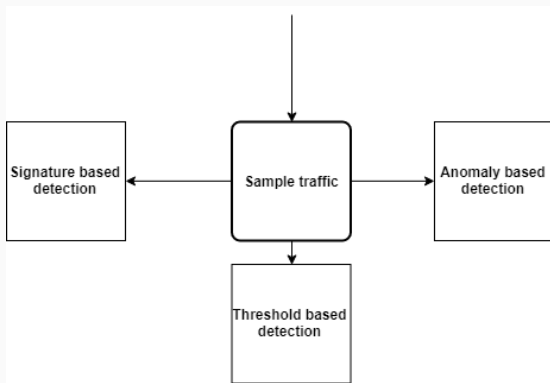 Signature based
detection
Sample traffic
Anomaly based
detection
Threshold based
detection